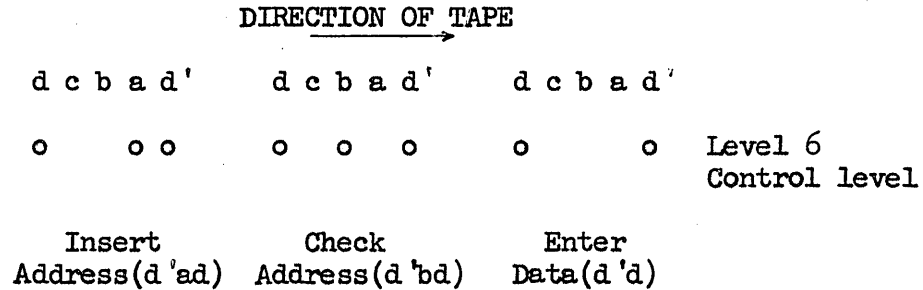 DIRECTION OF TAPE
d c b a d' d c b a d' d c b a d'
o o o o o o o o Level 6
Control level
Insert Check Enter
Address(d'ad) Address(d'bd) Data(d'd)